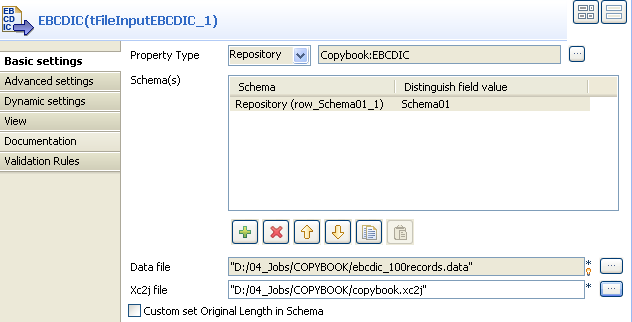 EB
CD
IC
EBCDIC(tFileInputEBCDIC_1)
Basic settings
Advanced settings
Dynamic settings
View
Documentation
Validation Rules
Property Type Repository Copybook:EBCDIC ...
Schema(s)
Schema Distinguish field value
Repository (row_Schema01_1) Schema01
Data file "D:/04_Jobs/COPYBOOK/ebcdic_100records.data" * ...
Xc2j file "D:/04_Jobs/COPYBOOK/copybook.xc2j" * ...
Custom set Original Length in Schema